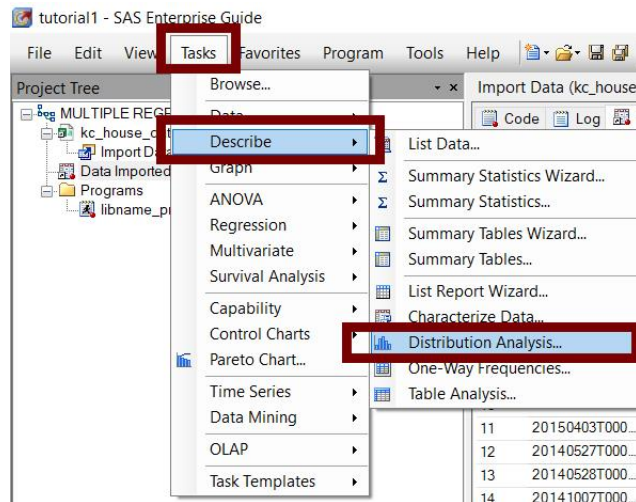 tutorial1 - SAS Enterprise Guide
File Edit View Tasks Favorites Program Tools Help
Project Tree
Import Data (kc_house
MULTIPLE REGR
Code Log
kc_house_dat
Import Data
Data Imported
Programs
libname_pr
Browse...
Data
Describe
Graph
ANOVA
Regression
Multivariate
Survival Analysis
Capability
Control Charts
Pareto Chart...
Time Series
Data Mining
OLAP
Task Templates
List Data...
Summary Statistics Wizard...
Summary Statistics...
Summary Tables Wizard...
Summary Tables...
List Report Wizard...
Characterize Data...
Distribution Analysis...
One-Way Frequencies...
Table Analysis...
11 20150403T000...
12 20140527T000...
13 20140528T000...
14 20141007T000...